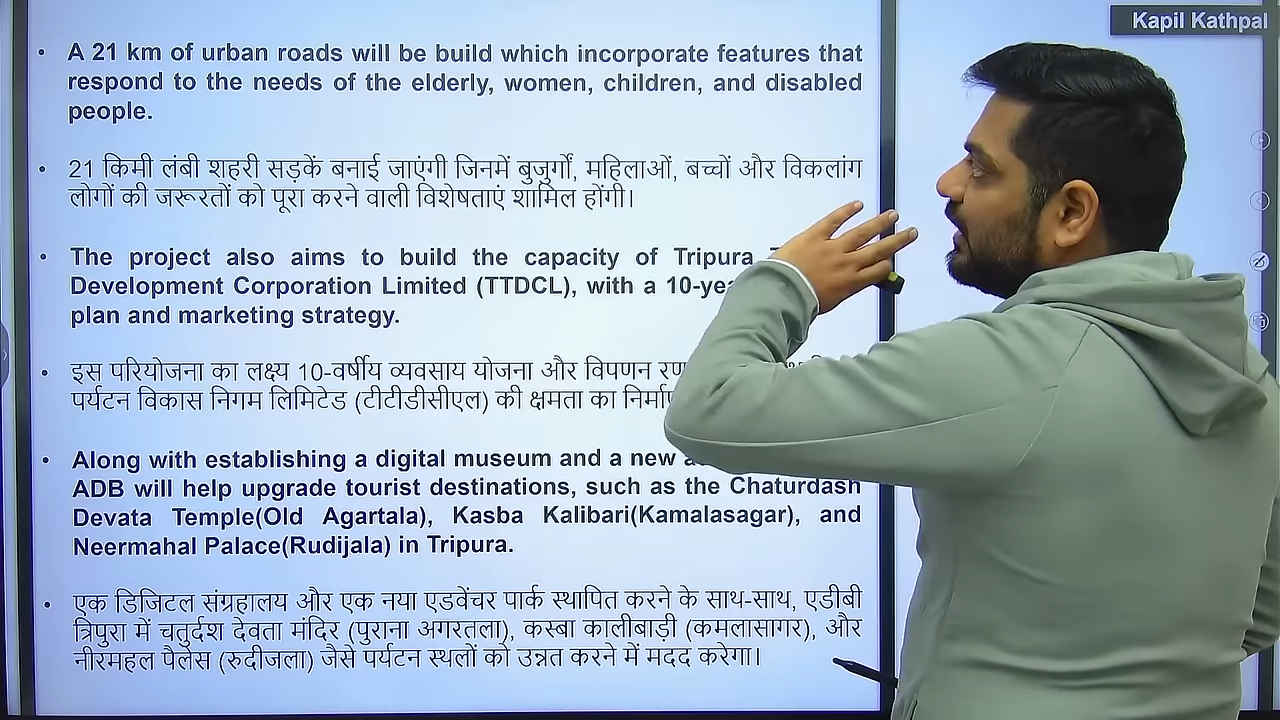 Kapil Kathpal
• A 21 km of urban roads will be build which incorporate features that
respond to the needs of the elderly, women, children, and disabled
people.
• 21 किमी लंबी शहरी सड़कें बनाई जाएंगी जिनमें बुजुर्गों, महिलाओं, बच्चों और विकलांग
लोगों की जरूरतों को पूरा करने वाली विशेषताएं शामिल होंगी।
• The project also aims to build the capacity of Tripura
Development Corporation Limited (TTDCL), with a
plan and marketing strategy.
• इस परियोजना का लक्ष्य 10-वर्षीय व्यवसाय योजना और विपणन
पर्यटन विकास निगम लिमिटेड (टीटीडीसीएल) की क्षमता का
• Along with establishing a digital museum and a new
ADB will help upgrade tourist destinations, such as the Chaturdash
Devata Temple(Old Agartala), Kasba Kalibari(Kamalasagar), and
Neermahal Palace(Rudijala) in Tripura.
• एक डिजिटल संग्रहालय और एक नया एडवेंचर पार्क स्थापित करने के साथ-साथ, एडीबी
त्रिपुरा में चतुर्दश देवता मंदिर (पुराना अगरतला), कस्बा कालीबाड़ी (कमलासागर), और
नीरमहल पैलेस (रुदीजला) जैसे पर्यटन स्थलों को उन्नत करने में मदद करेगा।